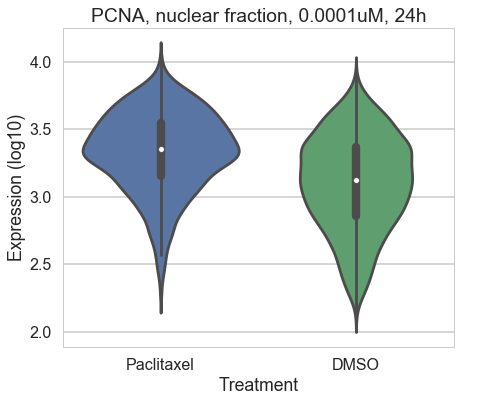 PCNA, nuclear fraction, 0.0001uM, 24h
Expression (log10)
4.0
3.5
3.0
2.5
2.0
Paclitaxel DMSO
Treatment